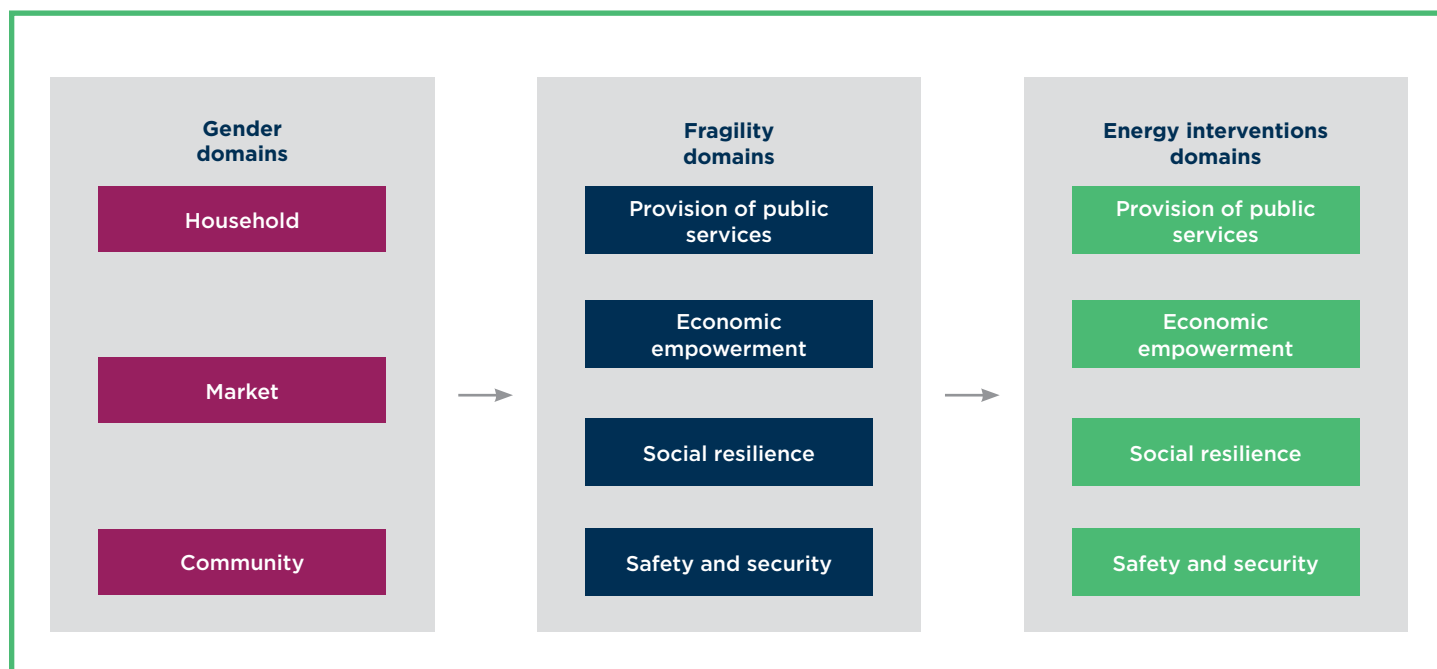 Gender
domains
Household
Market
Community
Fragility
domains
Provision of public
services
Economic
empowerment
Social resilience
Safety and security
Energy interventions
domains
Provision of public
services
Economic
empowerment
Social resilience
Safety and security